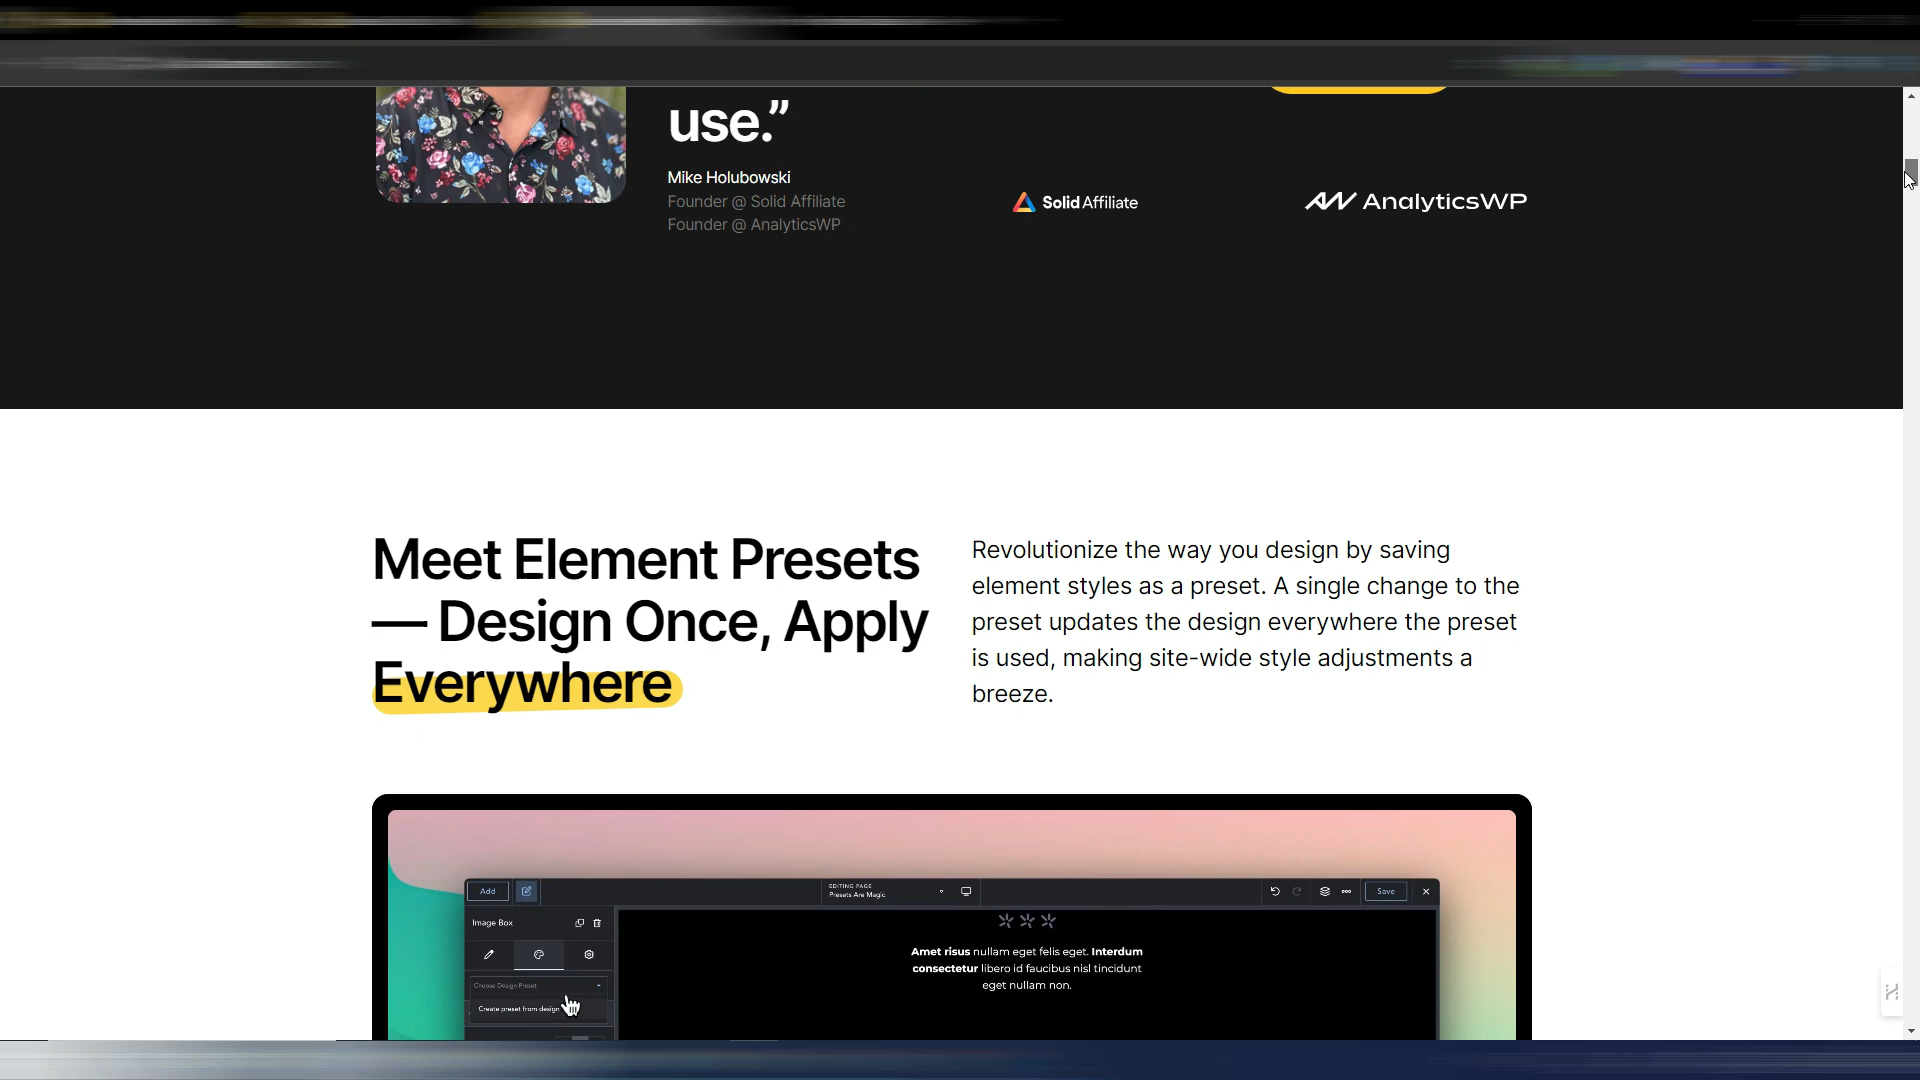 use.”
Mike Holubowski
Founder @ Solid Affiliate
Founder @ AnalyticsWP
Solid Affiliate
AnalyticsWP
Meet Element Presets
— Design Once, Apply
Everywhere
Revolutionize the way you design by saving
element styles as a preset. A single change to the
preset updates the design everywhere the preset
is used, making site-wide style adjustments a
breeze.
Add
EDITING PAGE
Presets Are Magic
Save
Image Box
Choose Design Preset
Create preset from design
Amet risus nullam eget felis eget. Interdum
consectetur libero id faucibus nisl tincidunt
eget nullam non.